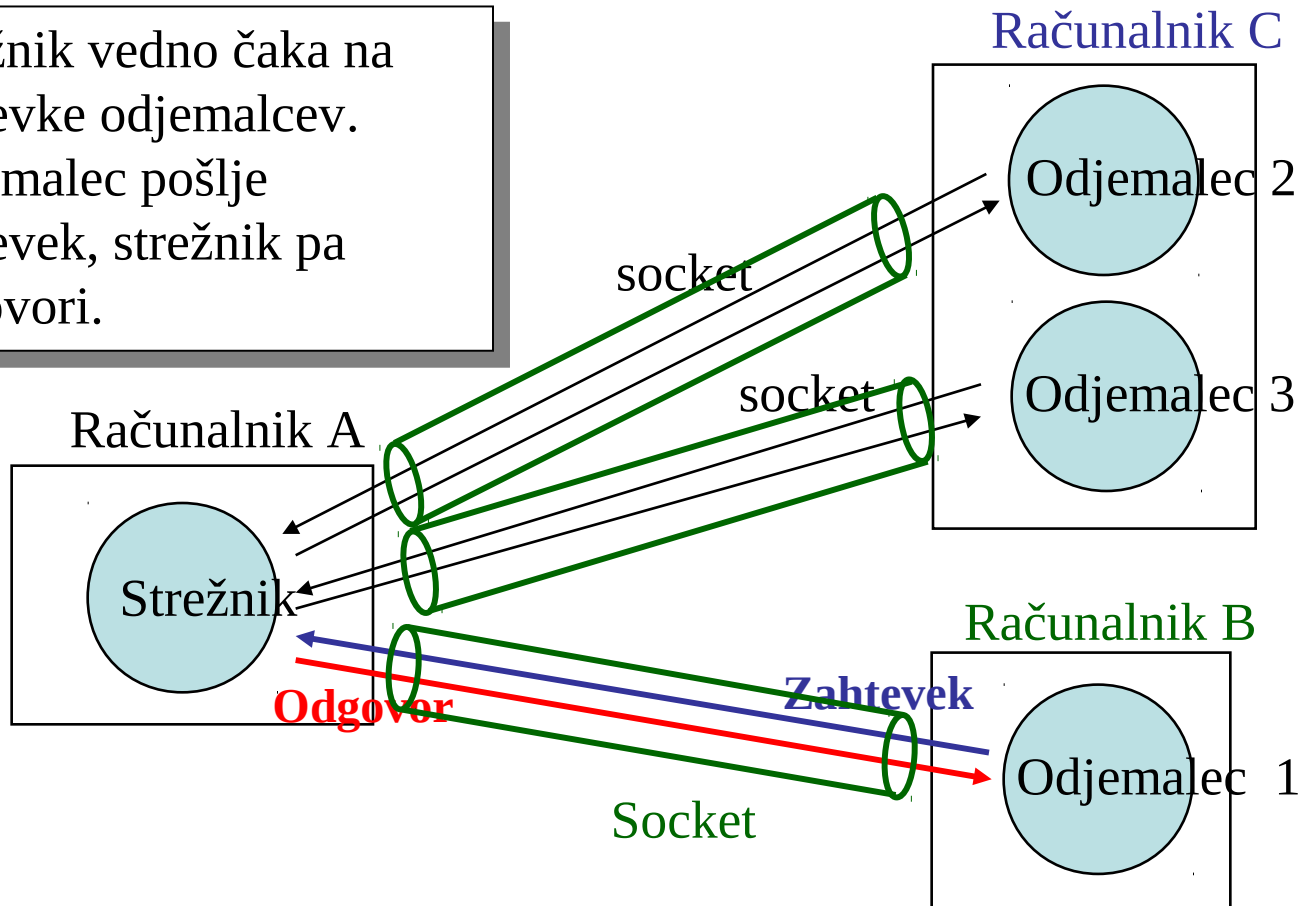 žnik vedno čaka na
evke odjemalcev.
malec pošlje
evek, strežnik pa
ovori.
Računalnik C
Odjemalec 2
socket
socket
Odjemalec 3
Računalnik A
Strežnik
Računalnik B
Zahtevek
Odgovor
Odjemalec 1
Socket